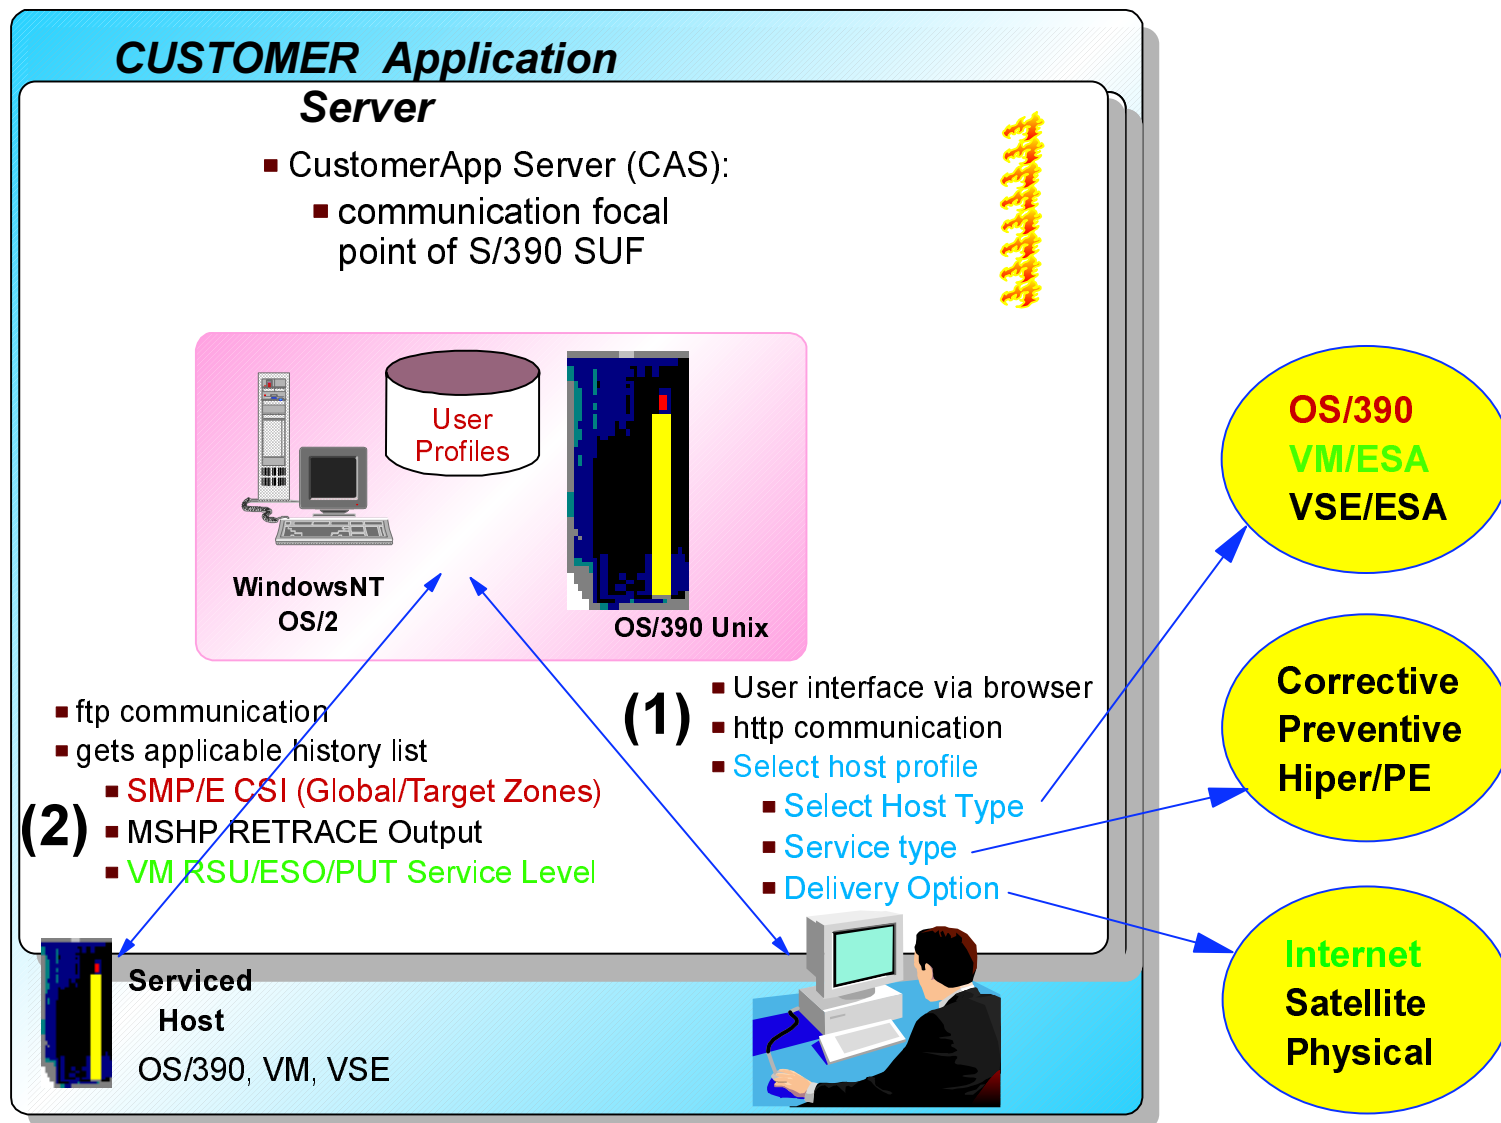 CUSTOMER Application
Server
CustomerApp Server (CAS):
communication focal
point of S/390 SUF
User
Profiles
WindowsNT
OS/2
OS/390 Unix
(1)
User interface via browser
http communication
Select host profile
Select Host Type
Service type
Delivery Option
ftp communication
gets applicable history list
(2)
SMP/E CSI (Global/Target Zones)
MSHP RETRACE Output
VM RSU/ESO/PUT Service Level
Serviced
Host
OS/390, VM, VSE
OS/390
VM/ESA
VSE/ESA
Corrective
Preventive
Hiper/PE
Internet
Satellite
Physical